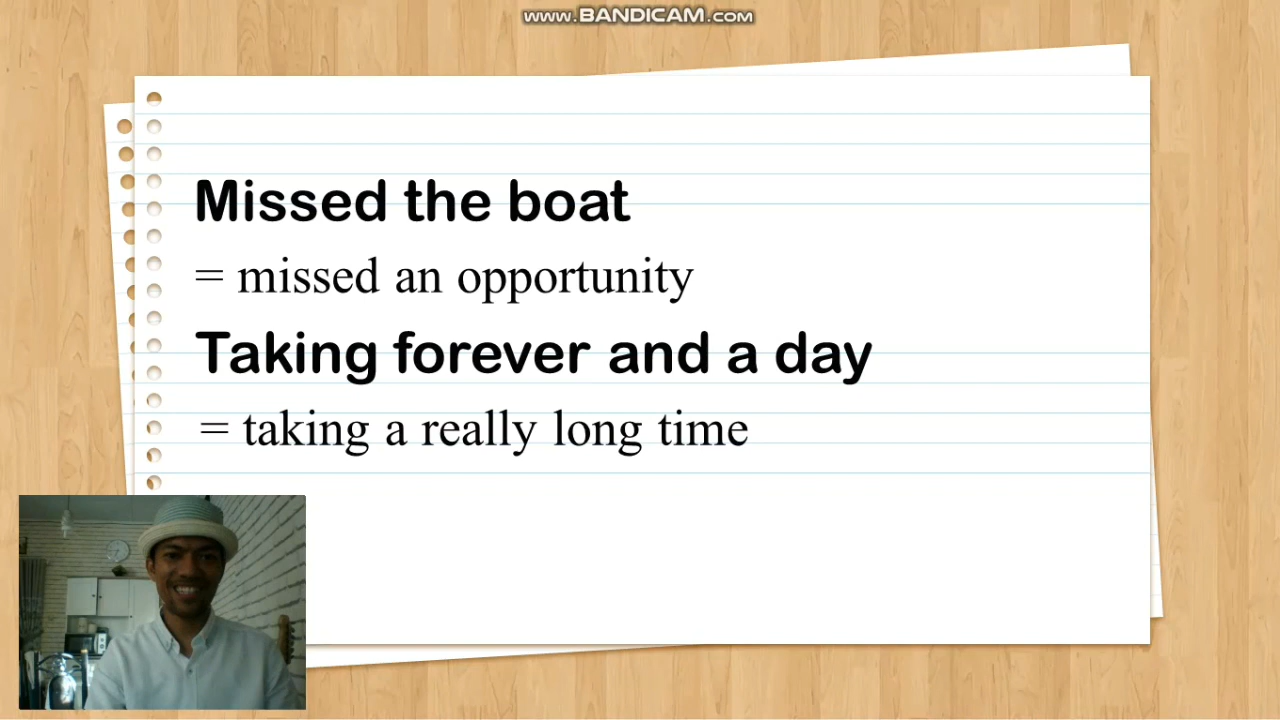 www.BANDICAM.com
Missed the boat
= missed an opportunity
Taking forever and a day
= taking a really long time